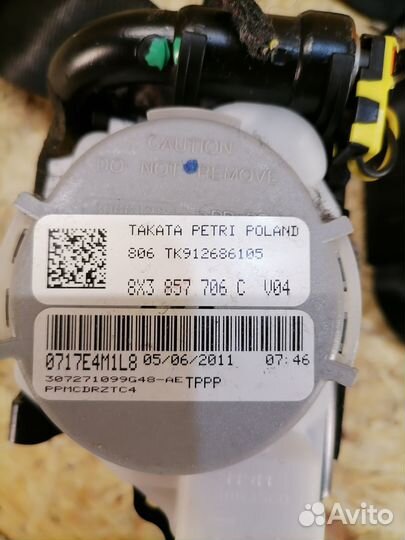 CAUTION
DO NOT REMOVE
TAKATA PETRI POLAND
806 TK912686105
8X3 857 706 C V04
0717E4M1L8 05/06/2011 07:46
307271099G48-AE TPPP
PPMCDRZTC4
Avito